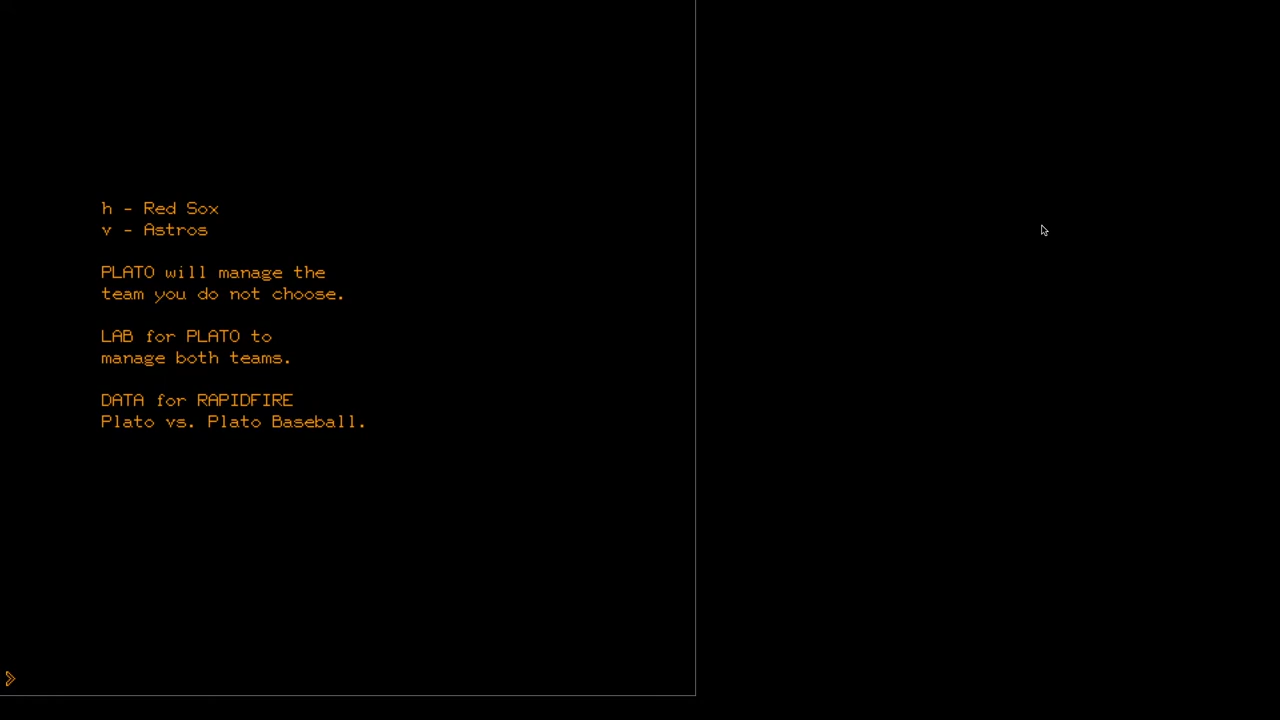 h - Red Sox
v - Astros
PLATO will manage the
team you do not choose.
LAB for PLATO to
manage both teams.
DATA for RAPIDFIRE
Plato vs. Plato Baseball.
>